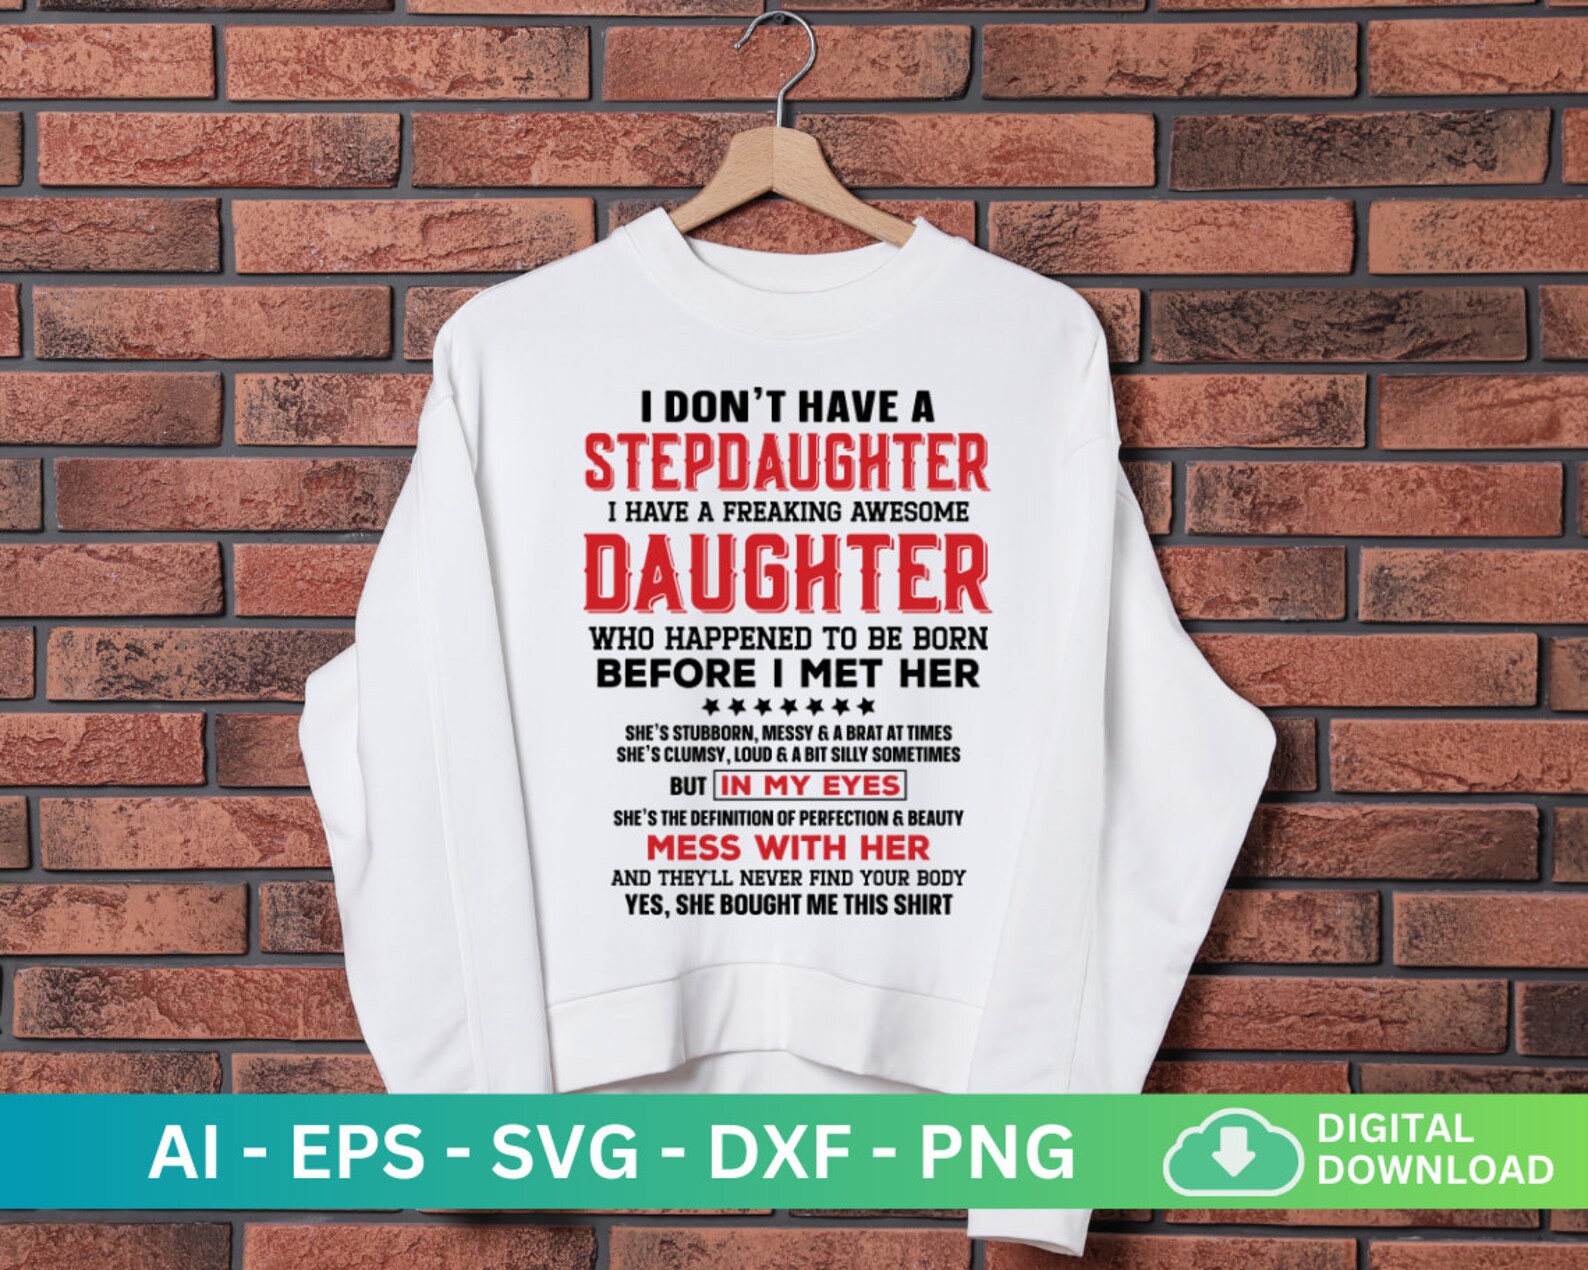 I DON'T HAVE A
STEPDAUGHTER
I HAVE A FREAKING AWESOME
DAUGHTER
WHO HAPPENED TO BE BORN
BEFORE I MET HER
SHE'S STUBBORN, MESSY & A BRAT AT TIMES
SHE'S CLUMSY, LOUD & A BIT SILLY SOMETIMES
BUT IN MY EYES
SHE'S THE DEFINITION OF PERFECTION & BEAUTY
MESS WITH HER
AND THEY'LL NEVER FIND YOUR BODY
YES, SHE BOUGHT ME THIS SHIRT
AI - EPS - SVG - DXF - PNG
DIGITAL
DOWNLOAD